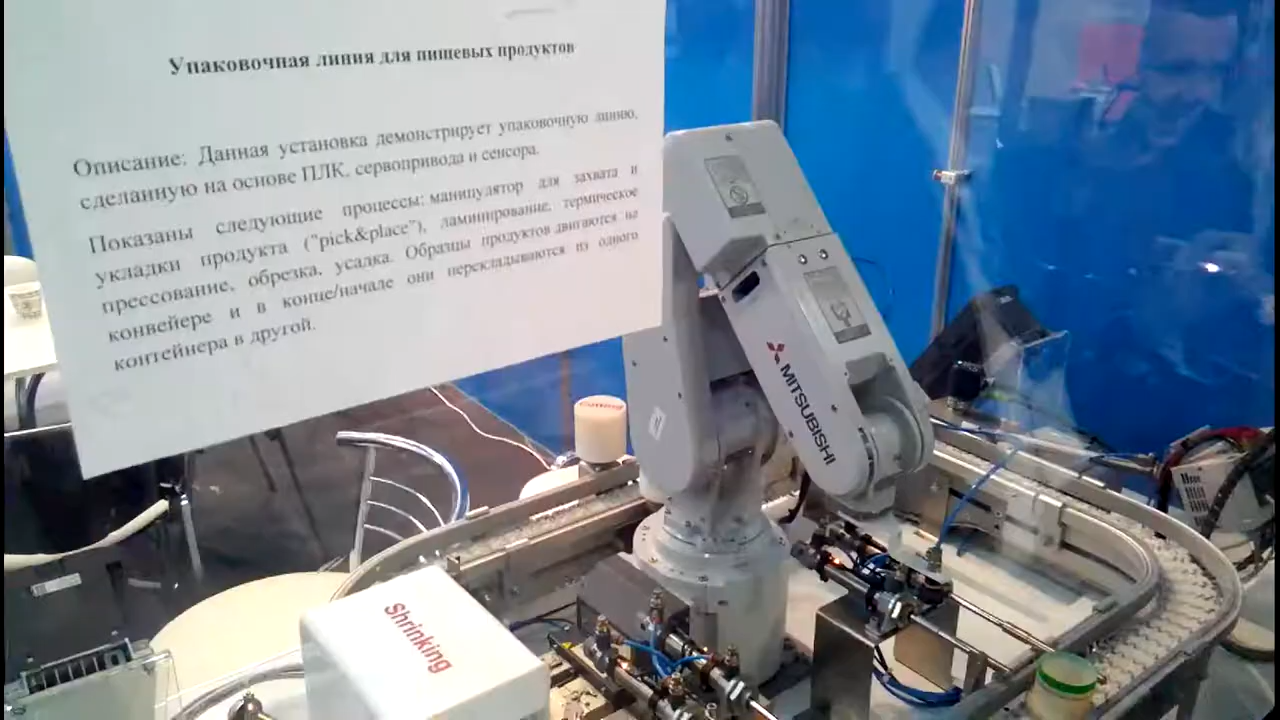 Упаковочная линия для пищевых продуктов
Описание: Данная установка демонстрирует упаковочную линию,
сделанную на основе ПЛК, сервопривода и сенсора.
Показаны следующие процессы: манипулятор для захвата и
укладки продукта ("pick&place"), ламинирование, термическое
прессование, обрезка, усадка. Образцы продуктов двигаются на
конвейере и в конце/начале они перекладываются из одного
контейнера в другой.
MITSUBISHI
Shrinking